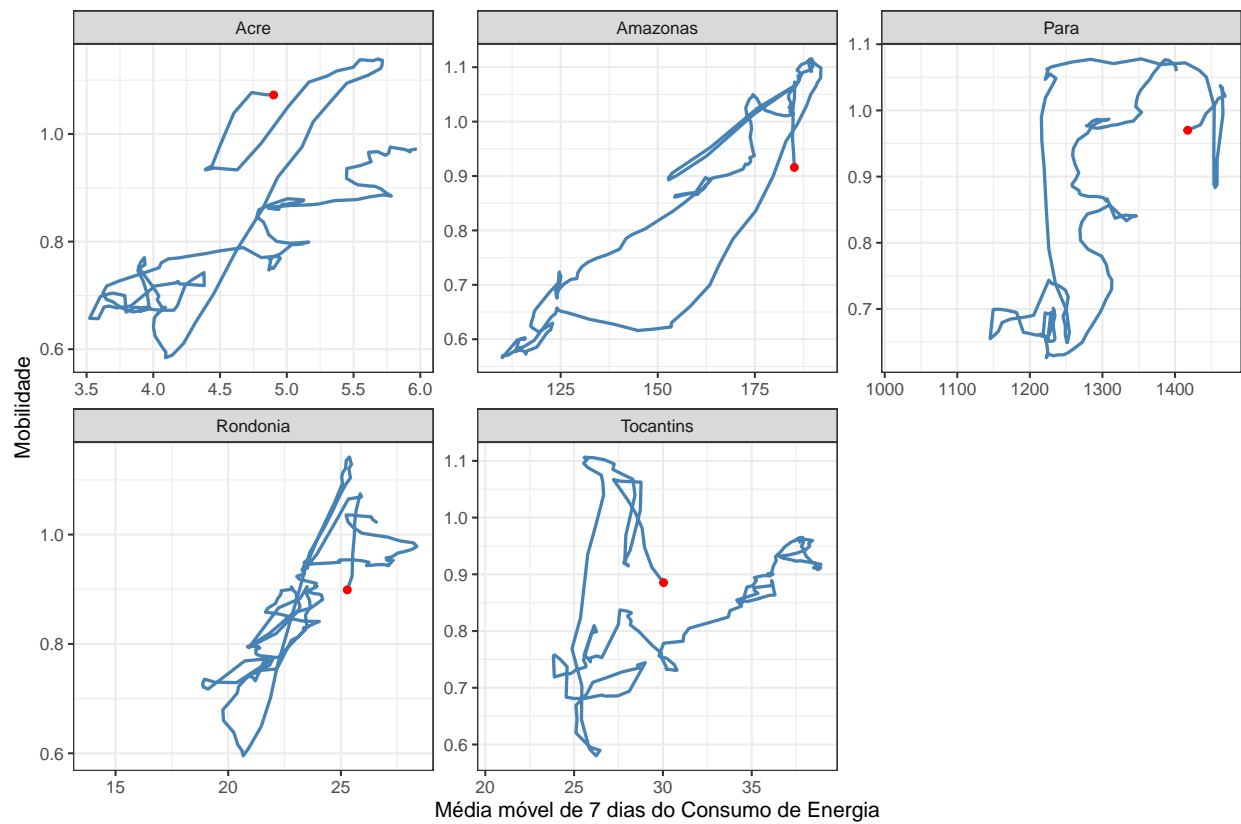 Acre
Amazonas
Para
1.0
0.8
0.6
3.5 4.0 4.5 5.0 5.5 6.0
1.1
1.0
0.9
0.8
0.7
0.6
125 150 175
1.1
1.0
0.9
0.8
0.7
1000 1100 1200 1300 1400
Rondonia
Tocantins
1.0
0.8
0.6
15 20 25
1.1
1.0
0.9
0.8
0.7
0.6
20 25 30 35
Mobilidade
Média móvel de 7 dias do Consumo de Energia